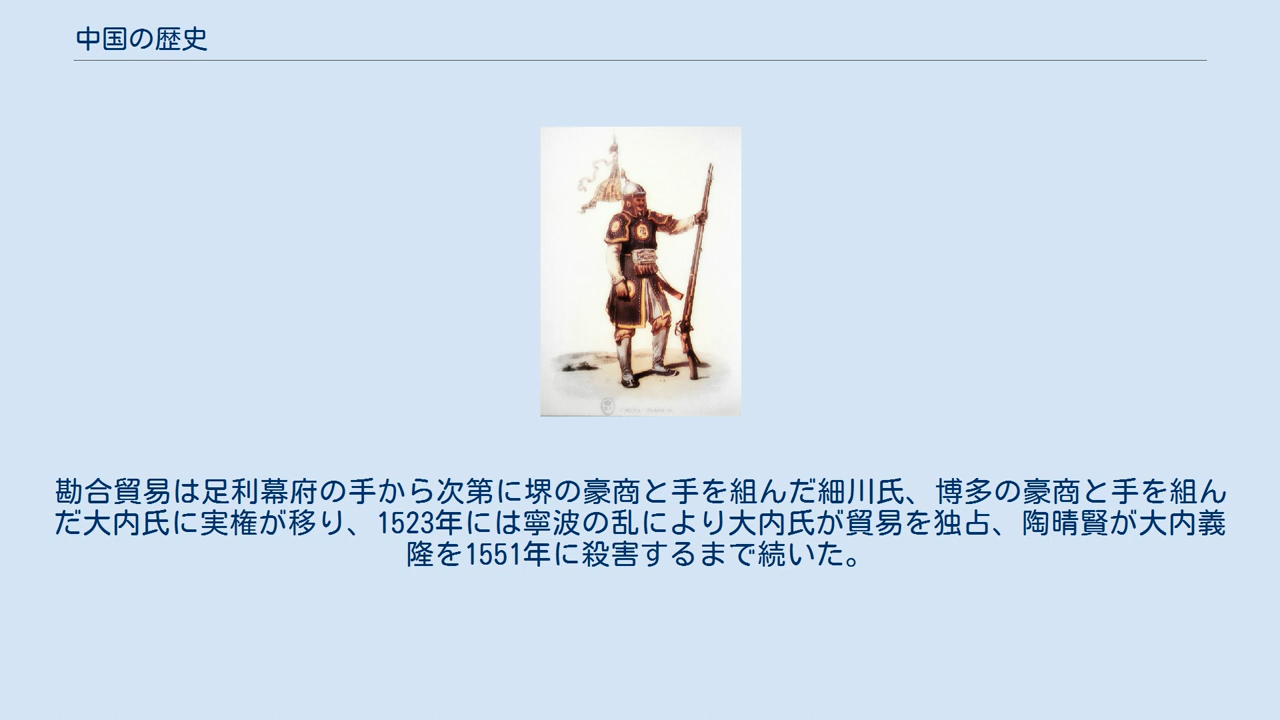 中国の歴史
勘合貿易は足利幕府の手から次第に堺の豪商と手を組んだ細川氏、博多の豪商と手を組ん
だ大内氏に実権が移り、1523年には寧波の乱により大内氏が貿易を独占、陶晴賢が大内義
隆を1551年に殺害するまで続いた。